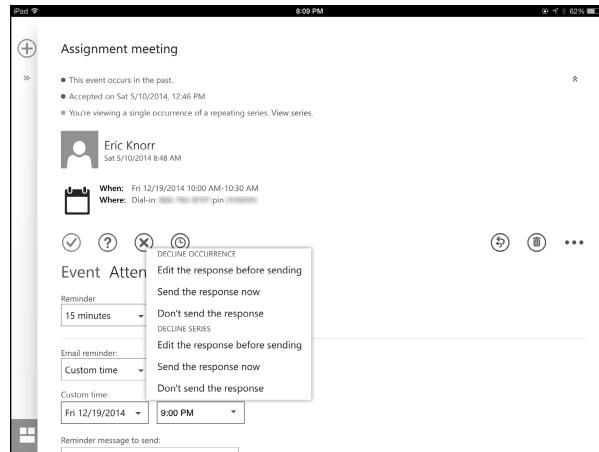 iPad 8:09 PM 62%
Assignment meeting
»
This event occurs in the past.
Accepted on Sat 5/10/2014, 12:46 PM
You're viewing a single occurrence of a repeating series. View series.
Eric Knorr
Sat 5/10/2014 8:48 AM
When: Fri 12/19/2014 10:00 AM-10:30 AM
Where: Dial-in: pin
DECLINE OCCURRENCE
Edit the response before sending
Send the response now
Don't send the response
DECLINE SERIES
Edit the response before sending
Send the response now
Don't send the response
Event Atten
Reminder
15 minutes
Email reminder:
Custom time
Custom time:
Fri 12/19/2014 9:00 PM
Reminder message to send: